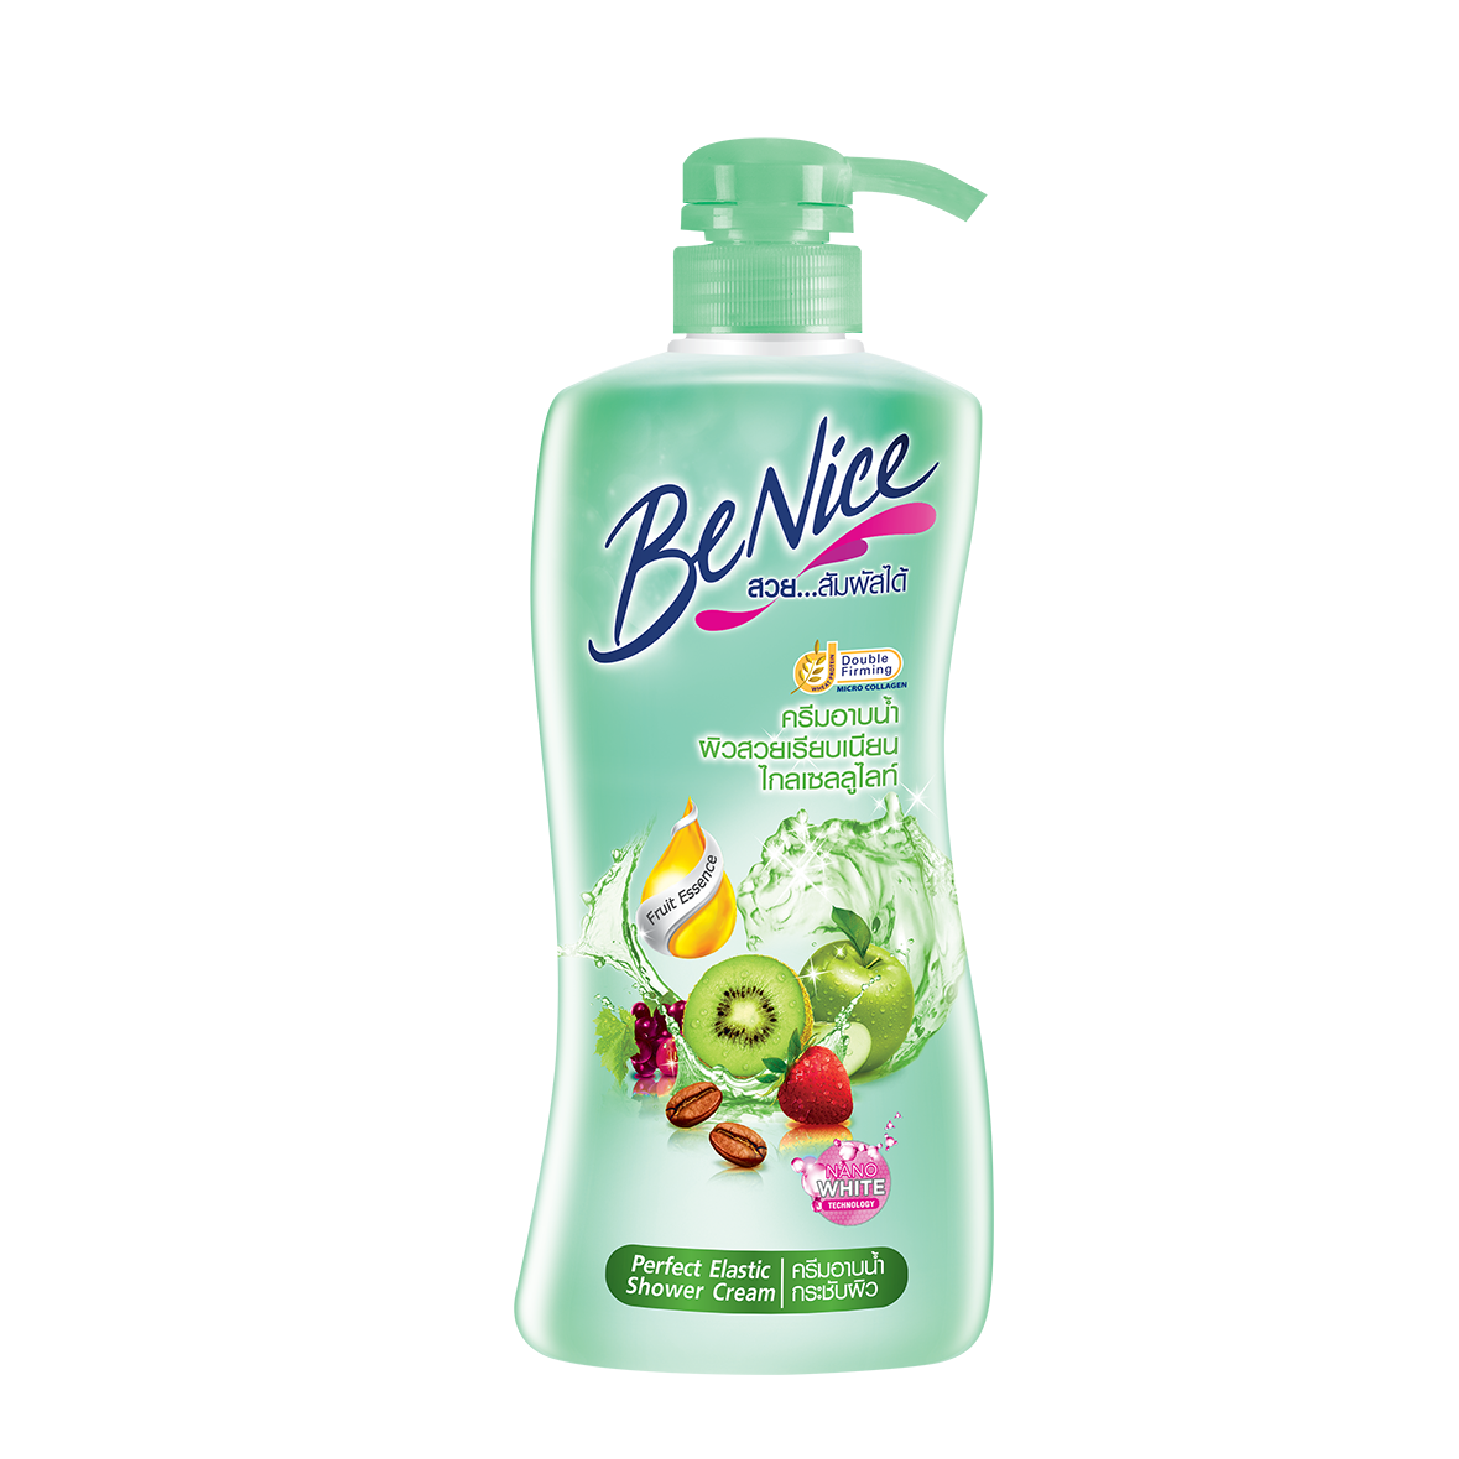 BeNice
สวย...สัมผัสได้
Double
Firming
WHEAT PROTEIN
MICRO COLLAGEN
ครีมอาบน้ำ
ผิวสวยเรียบเนียน
ไกลเซลลูไลท์
Fruit Essence
NANO
WHITE
TECHNOLOGY
Perfect Elastic
Shower Cream
ครีมอาบน้ำ
กระชับผิว